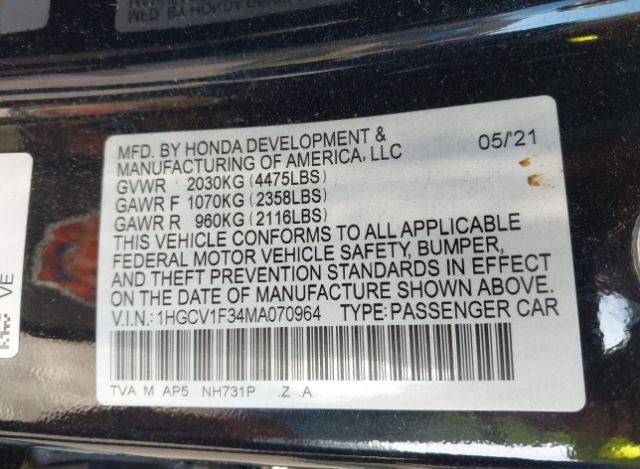 MFD. BY HONDA DEVELOPMENT &
MANUFACTURING OF AMERICA, LLC 05/'21
GVWR 2030KG (4475LBS)
GAWR F 1070KG (2358LBS)
GAWR R 960KG (2116LBS)
THIS VEHICLE CONFORMS TO ALL APPLICABLE
FEDERAL MOTOR VEHICLE SAFETY, BUMPER,
AND THEFT PREVENTION STANDARDS IN EFFECT
ON THE DATE OF MANUFACTURE SHOWN ABOVE.
V.I.N.: 1HGCV1F34MA070964 TYPE: PASSENGER CAR
TVA M AP5 NH731P .Z .A
VE